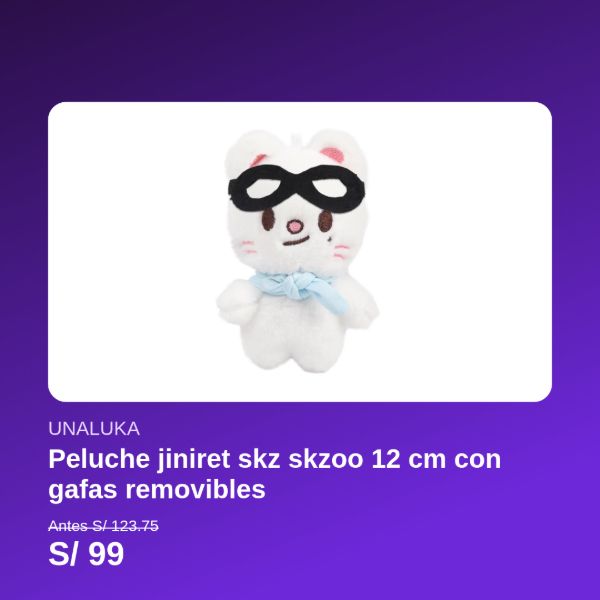 UNALUKA
Peluche jiniret skz skzoo 12 cm con
gafas removibles
Antes S/ 123.75
S/ 99